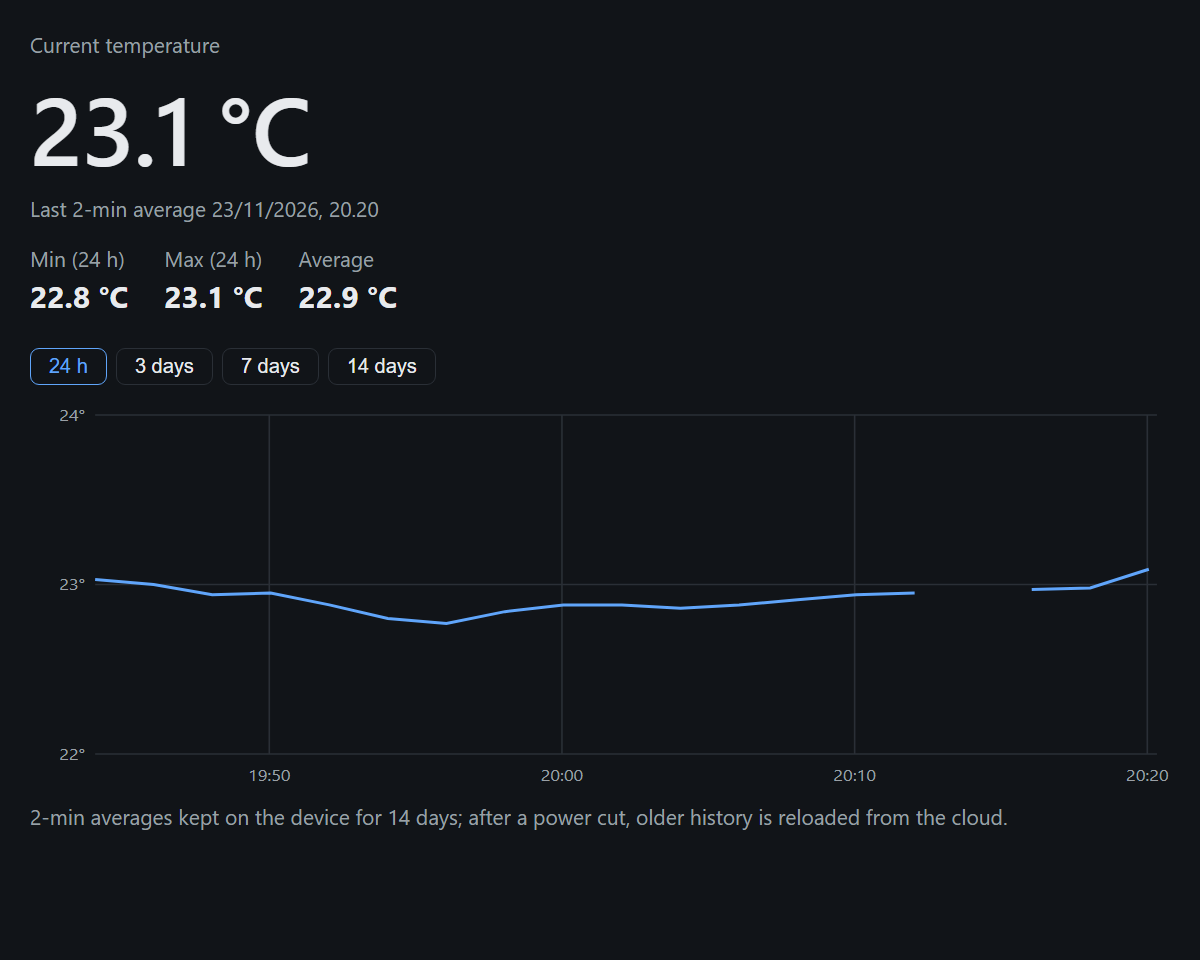 Current temperature
23.1 °C
Last 2-min average 23/11/2026, 20.20
Min (24 h) Max (24 h) Average
22.8 °C 23.1 °C 22.9 °C
24 h 3 days 7 days 14 days
24°
23°
22°
19:50 20:00 20:10 20:20
2-min averages kept on the device for 14 days; after a power cut, older history is reloaded from the cloud.